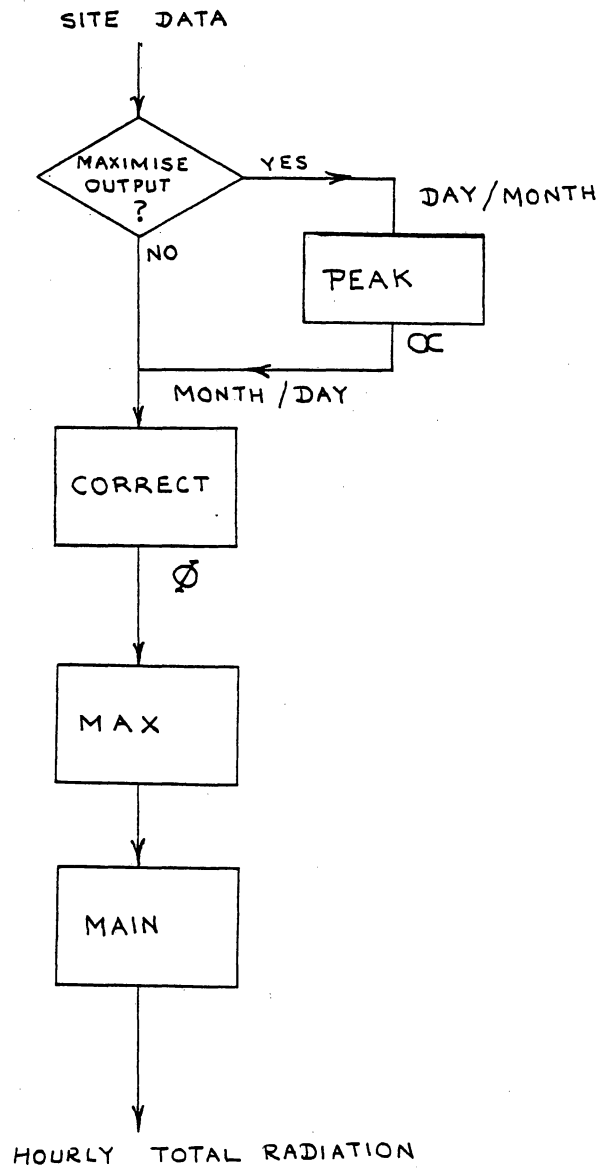 SITE DATA
MAXIMISE
OUTPUT
?
YES
DAY/MONTH
NO
PEAK
α
MONTH/DAY
CORRECT
Ø
MAX
MAIN
HOURLY TOTAL RADIATION